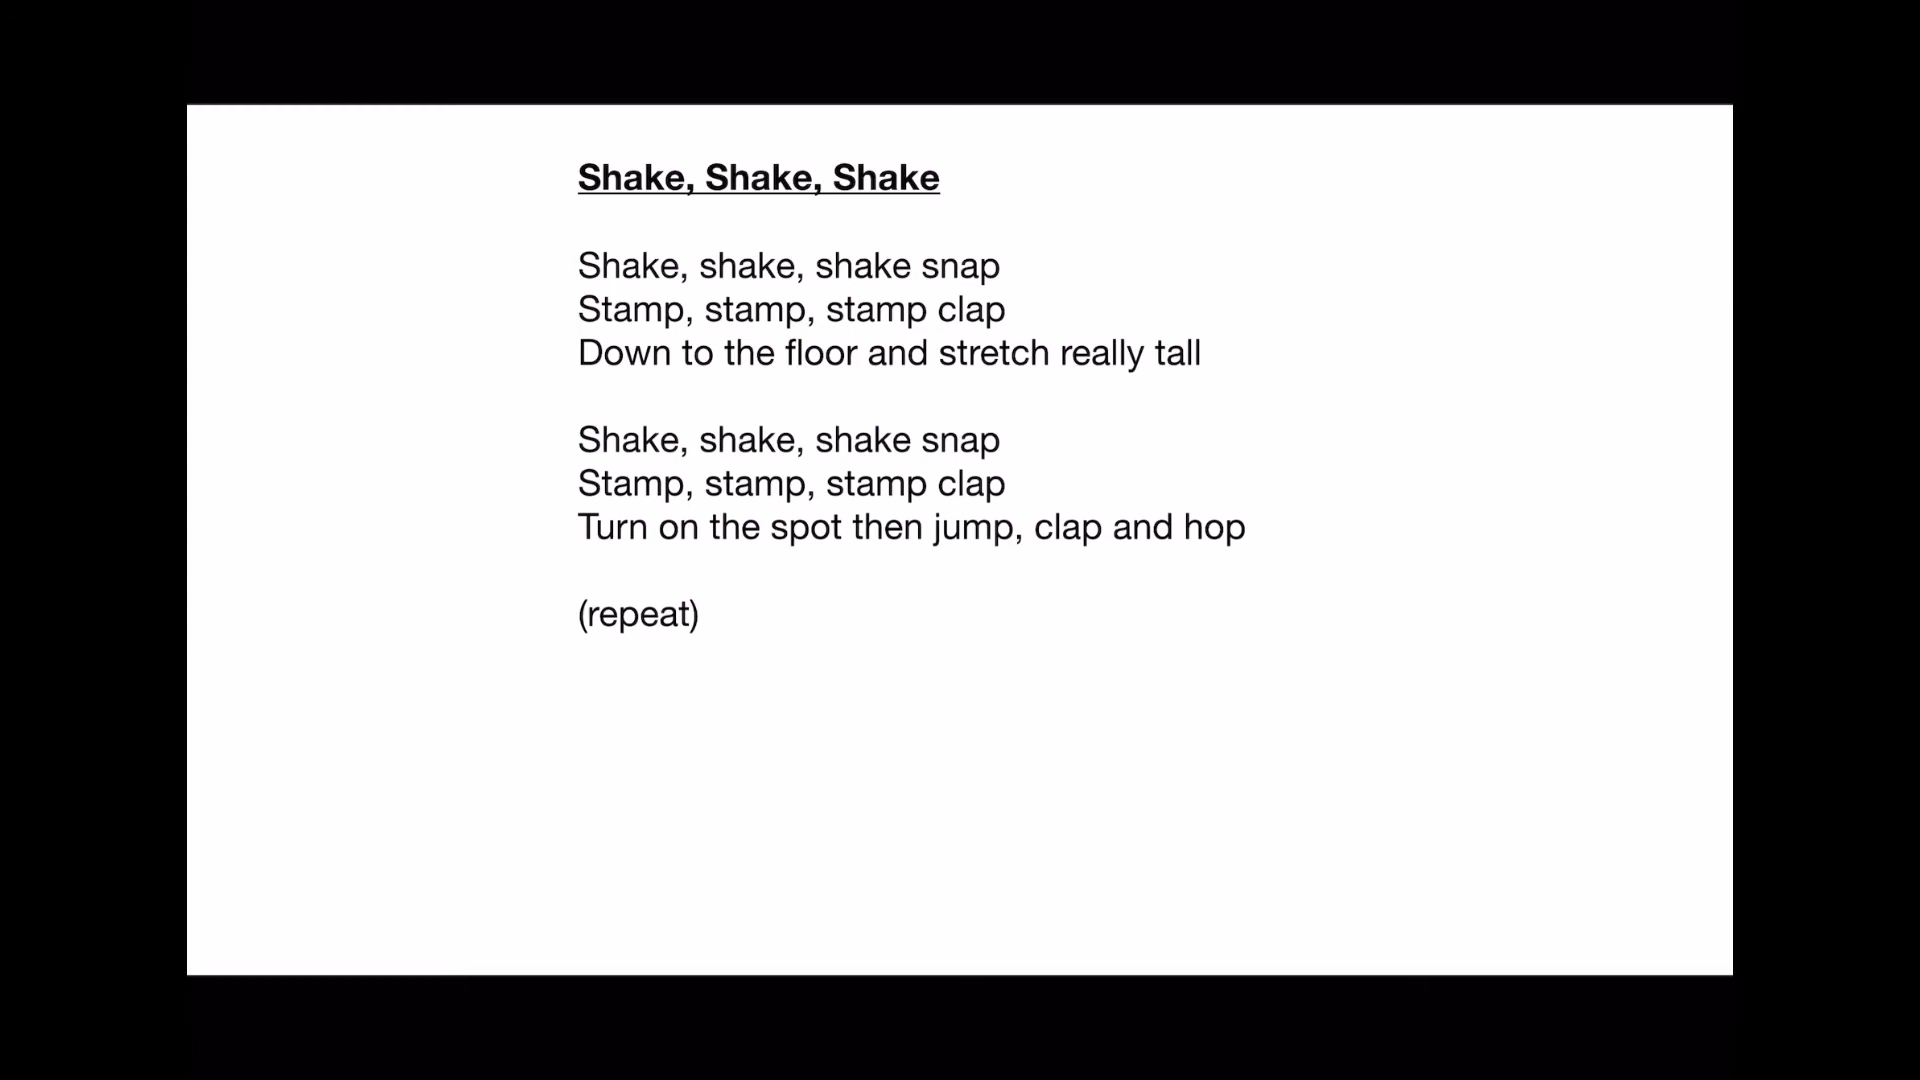 Shake, Shake, Shake
Shake, shake, shake snap
Stamp, stamp, stamp clap
Down to the floor and stretch really tall
Shake, shake, shake snap
Stamp, stamp, stamp clap
Turn on the spot then jump, clap and hop
(repeat)